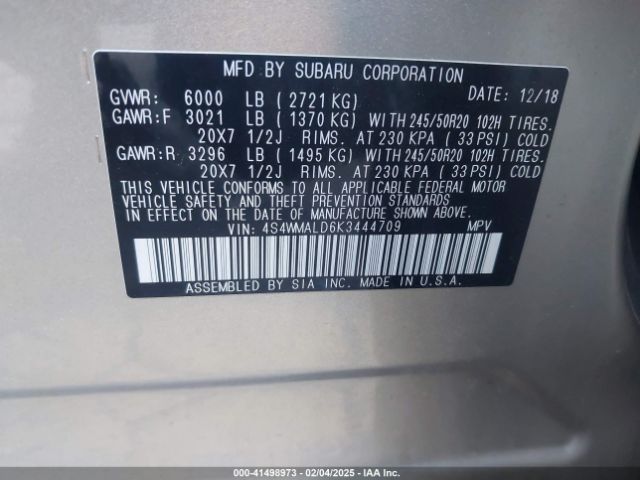 MFD BY SUBARU CORPORATION
GVWR: 6000 LB ( 2721 KG) DATE: 12/18
GAWR: F 3021 LB ( 1370 KG) WITH 245/50R20 102H TIRES.
20X7 1/2J RIMS. AT 230 KPA ( 33 PSI) COLD
GAWR: R 3296 LB ( 1495 KG) WITH 245/50R20 102H TIRES.
20X7 1/2J RIMS. AT 230 KPA ( 33 PSI) COLD
THIS VEHICLE CONFORMS TO ALL APPLICABLE FEDERAL MOTOR
VEHICLE SAFETY AND THEFT PREVENTION STANDARDS IN EFFECT
ON THE DATE OF MANUFACTURE SHOWN ABOVE.
VIN: 4S4WMALD6K3444709 MPV
ASSEMBLED BY SIA INC. MADE IN U.S.A.
000-41498973 - 02/04/2025 - IAA Inc.